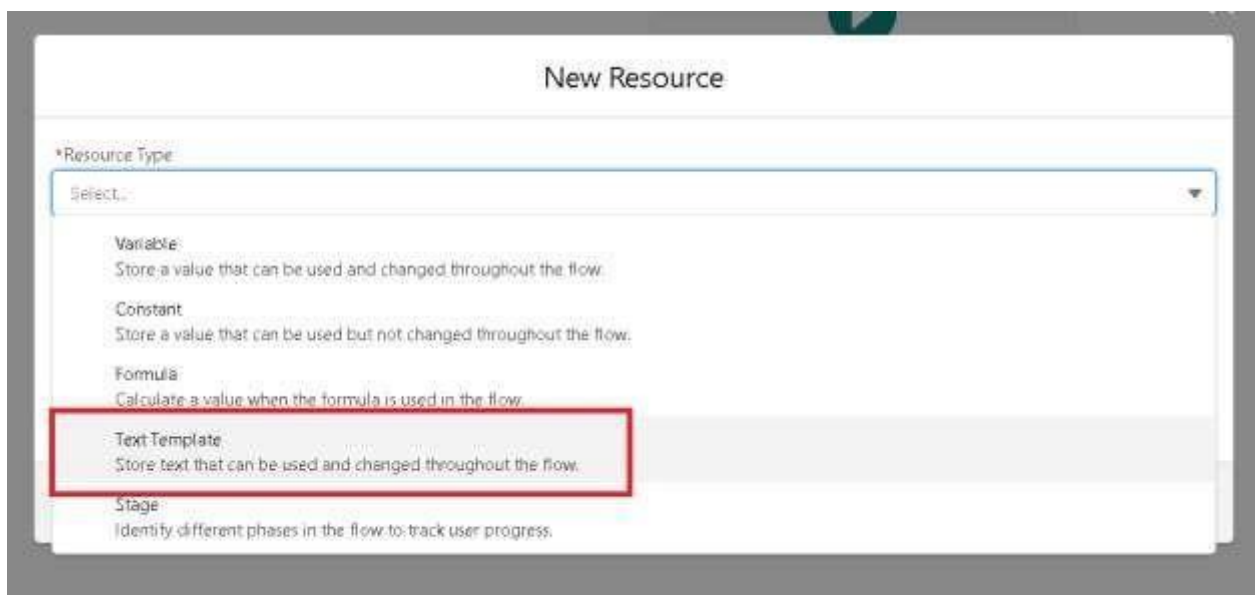 New Resource
*Resource Type
Select...
Variable
Store a value that can be used and changed throughout the flow.
Constant
Store a value that can be used but not changed throughout the flow.
Formula
Calculate a value when the formula is used in the flow.
Text Template
Store text that can be used and changed throughout the flow.
Stage
Identify different phases in the flow to track user progress.